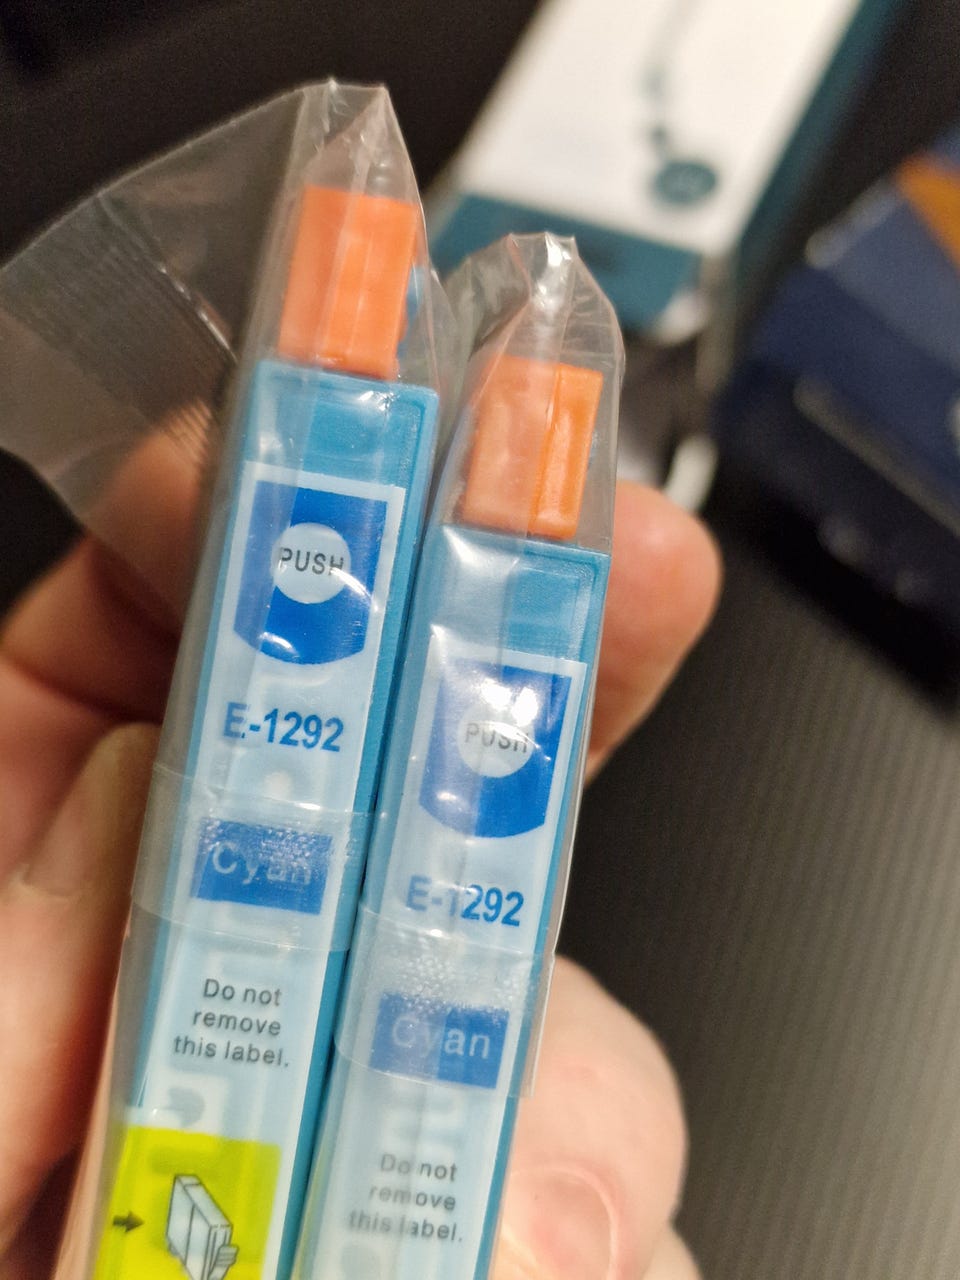 PUSH
E-1292
Cyan
Do not
remove
this label.
PUSH
E-1292
Cyan
Do not
remove
this label.